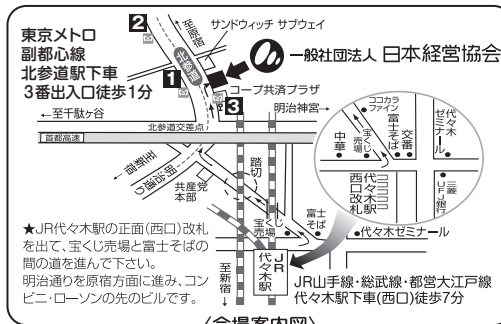 東京メトロ
副都心線
北参道駅下車
3番出入口徒歩1分
2
至原宿
サンドウィッチ サブウェイ
北参道
1
一般社団法人 日本経営協会
コープ共済プラザ
3
明治神宮→
←至千駄ヶ谷
北参道交差点
首都高速
至新宿
明治通り
共産党
本部
踏切
宝くじ
売場
富士
そば
代々木ゼミナール
JR
代々木駅
至新宿
ココカラ
ファイン
中華
宝くじ
売場
富士そば
交番
代々木
ゼミナール
代々木駅
西口改札
三菱
UFJ銀行
★JR代々木駅の正面(西口)改札
を出て、宝くじ売場と富士そばの
間の道を進んで下さい。
明治通りを原宿方面に進み、コン
ビニ・ローソンの先のビルです。
JR山手線・総武線・都営大江戸線
代々木駅下車(西口)徒歩7分
〈会場案内図〉